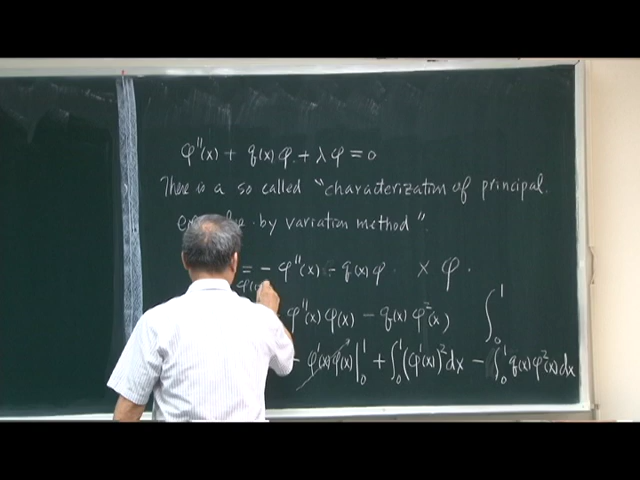 φ''(x) + q(x)φ + λφ = 0
There is a so called "characterization of principal
by variation method".
= - φ''(x) - q(x)φ. × φ.
φ''(x)φ(x) - q(x)φ²(x) ∫₀¹
- φ'(x)φ(x)|₀¹ + ∫₀¹(φ(x))²dx - ∫₀¹q(x)φ²(x)dx